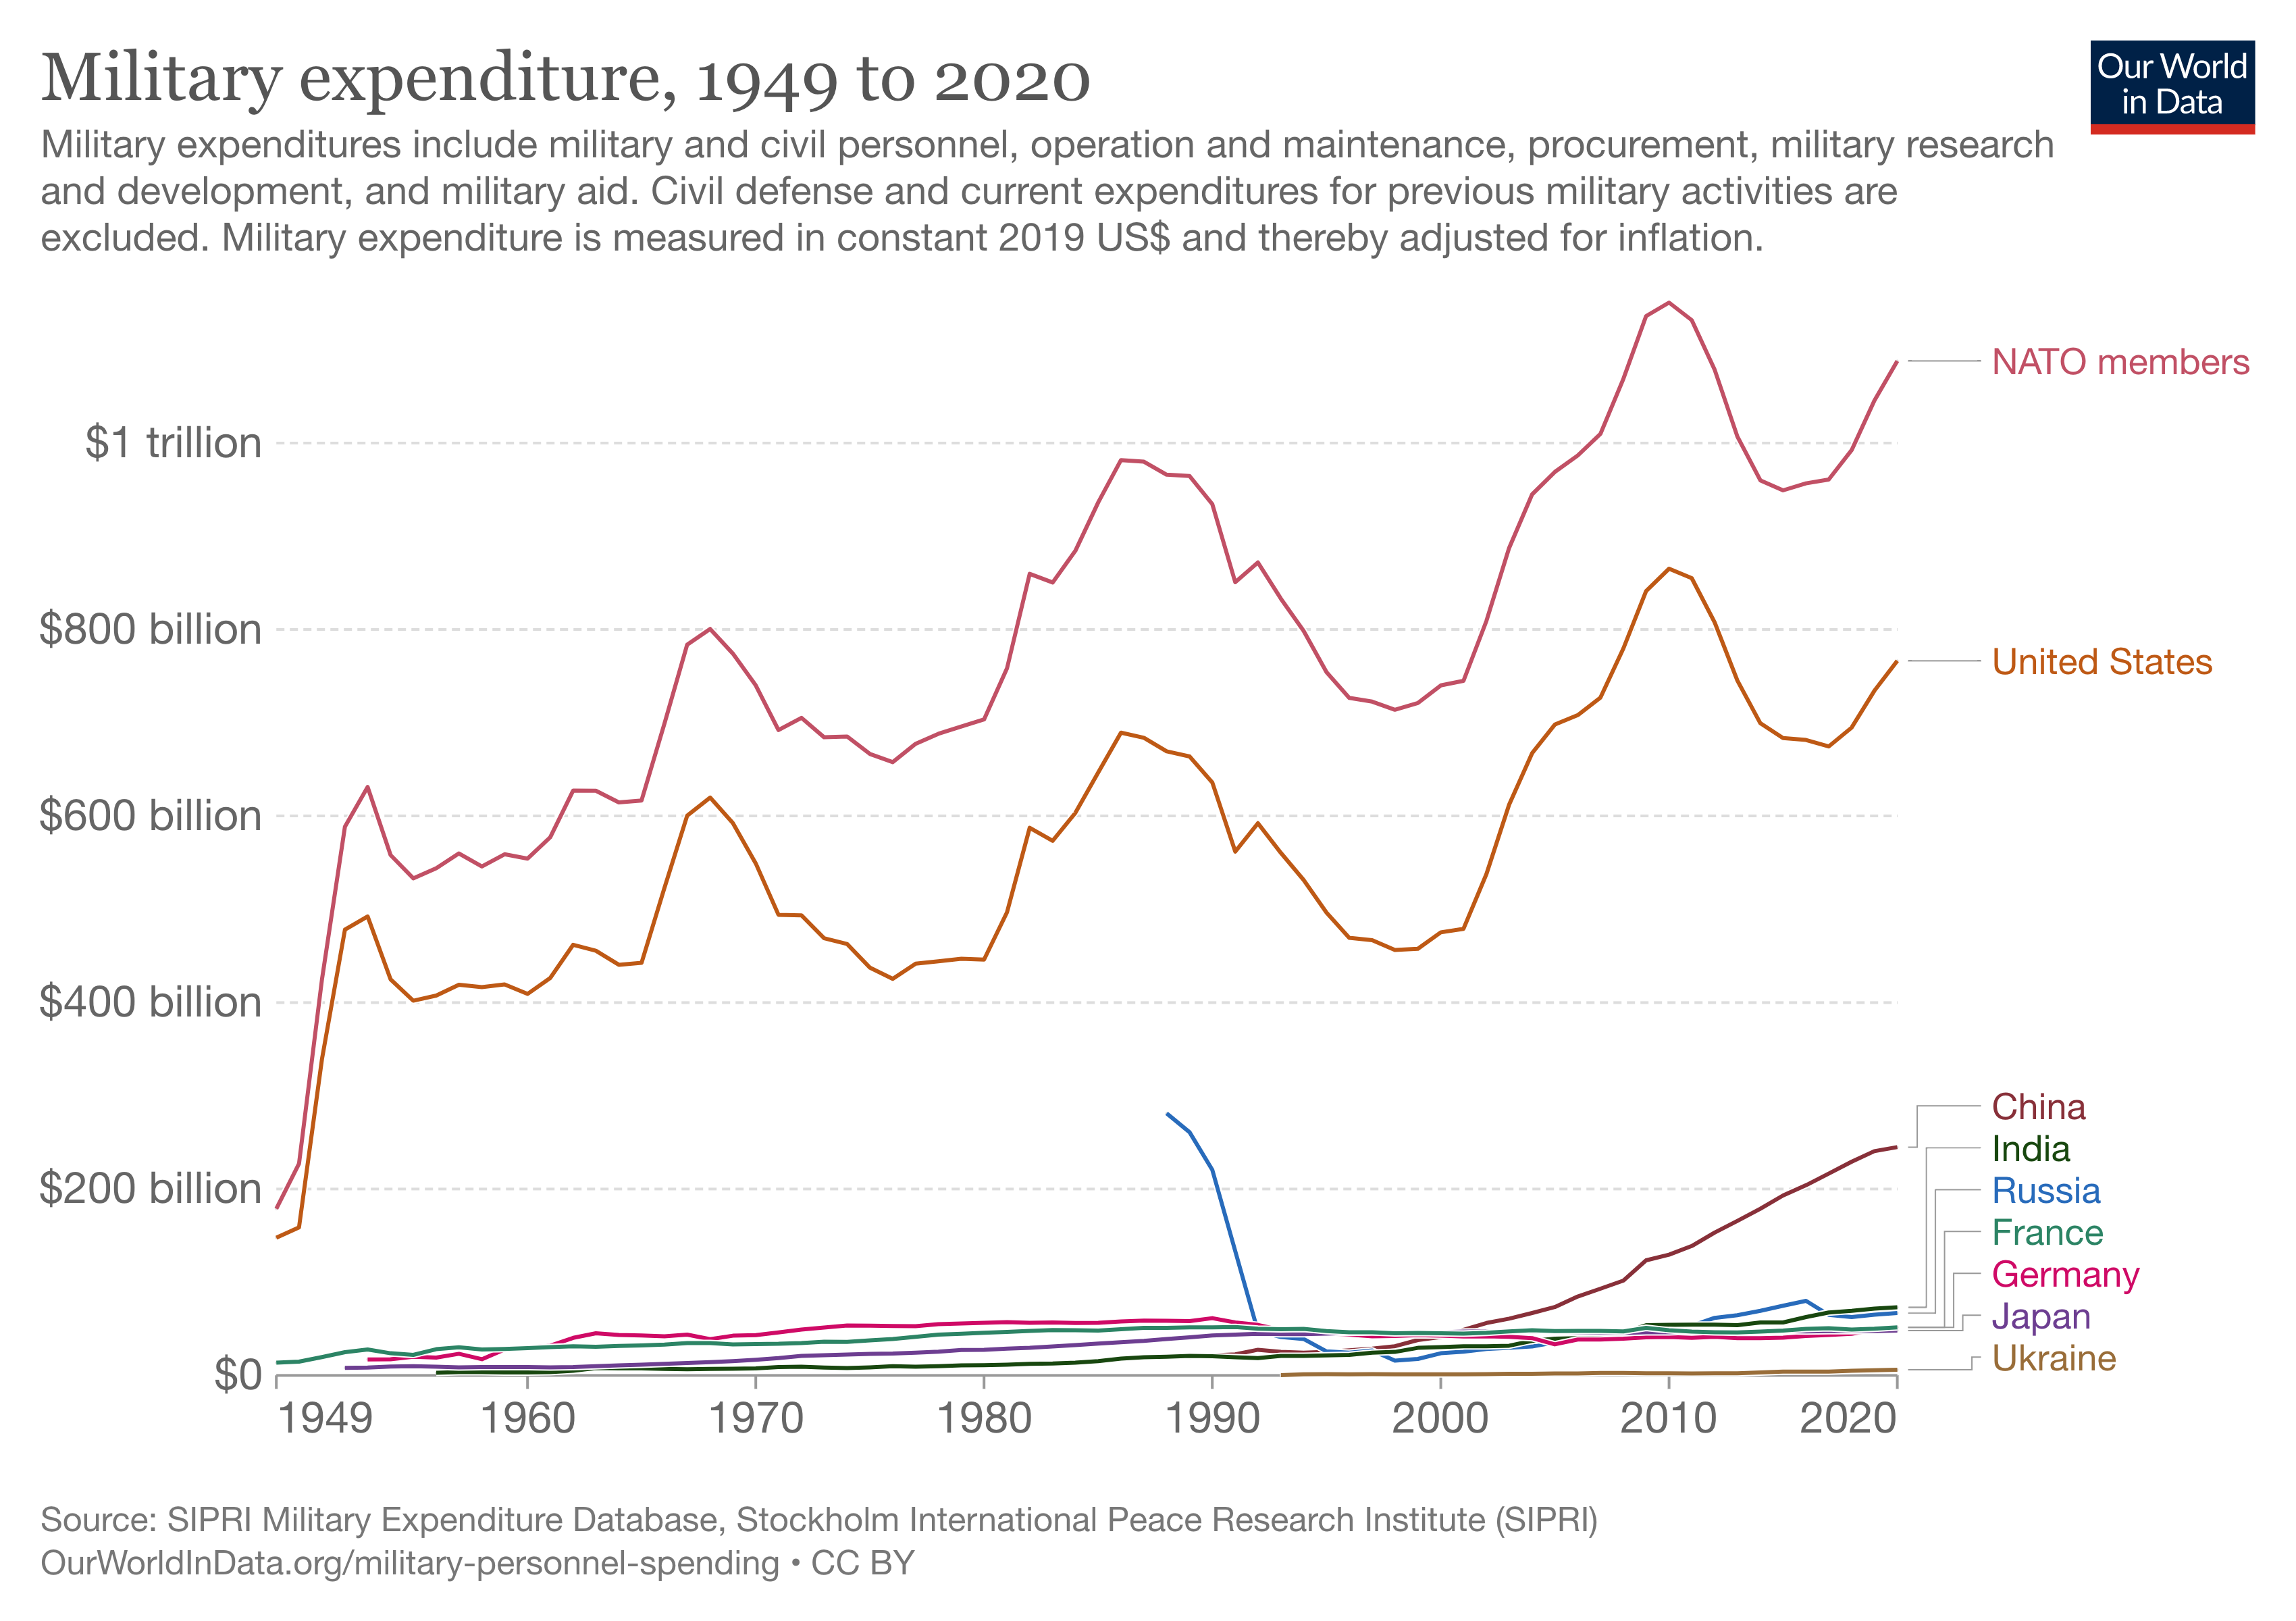 Military expenditure, 1949 to 2020
Our World
in Data
Military expenditures include military and civil personnel, operation and maintenance, procurement, military research
and development, and military aid. Civil defense and current expenditures for previous military activities are
excluded. Military expenditure is measured in constant 2019 US$ and thereby adjusted for inflation.
NATO members
$1 trillion
$800 billion
United States
$600 billion
$400 billion
China
India
$200 billion
Russia
France
Germany
Japan
Ukraine
$0
1949 1960 1970 1980 1990 2000 2010 2020
Source: SIPRI Military Expenditure Database, Stockholm International Peace Research Institute (SIPRI)
OurWorldInData.org/military-personnel-spending • CC BY